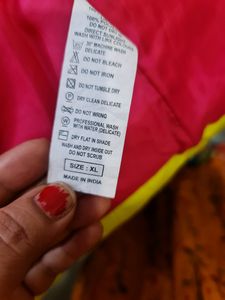 100% POLY
DO NOT DRY
DIRECT SUNLIGHT
WASH WITH LIKE COLOURS
30° MACHINE WASH
DELICATE
DO NOT BLEACH
DO NOT IRON
DO NOT TUMBLE DRY
DRY CLEAN DELICATE
DO NOT WRING
PROFESSIONAL WASH
WITH WATER (DELICATE)
DRY FLAT IN SHADE
WASH AND DRY INSIDE OUT
DO NOT SCRUB
SIZE : XL
MADE IN INDIA